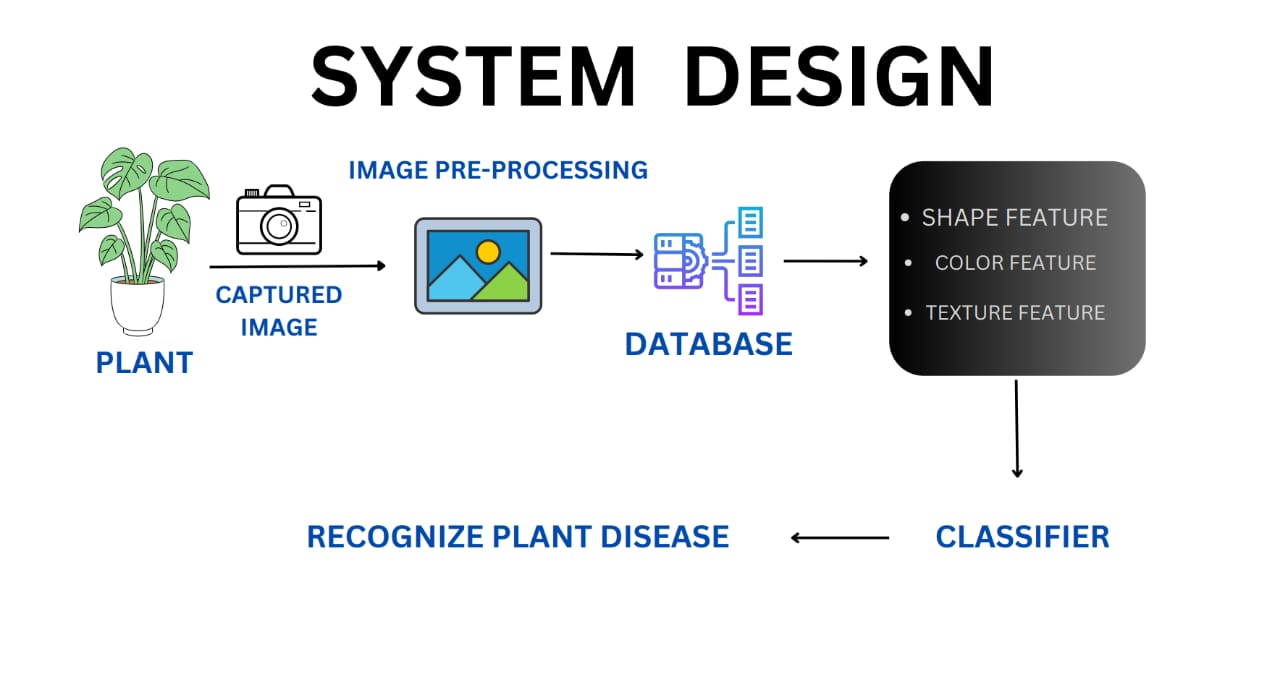 SYSTEM DESIGN
IMAGE PRE-PROCESSING
CAPTURED
IMAGE
PLANT
DATABASE
• SHAPE FEATURE
• COLOR FEATURE
• TEXTURE FEATURE
RECOGNIZE PLANT DISEASE
CLASSIFIER